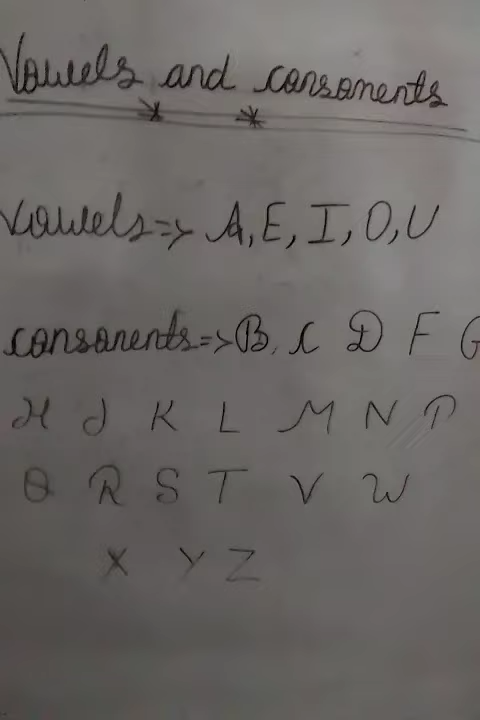 Vowels and consonents
Vowels => A, E, I, O, U
consonents => B, C D F G
H J K L M N P
Q R S T V W
X Y Z